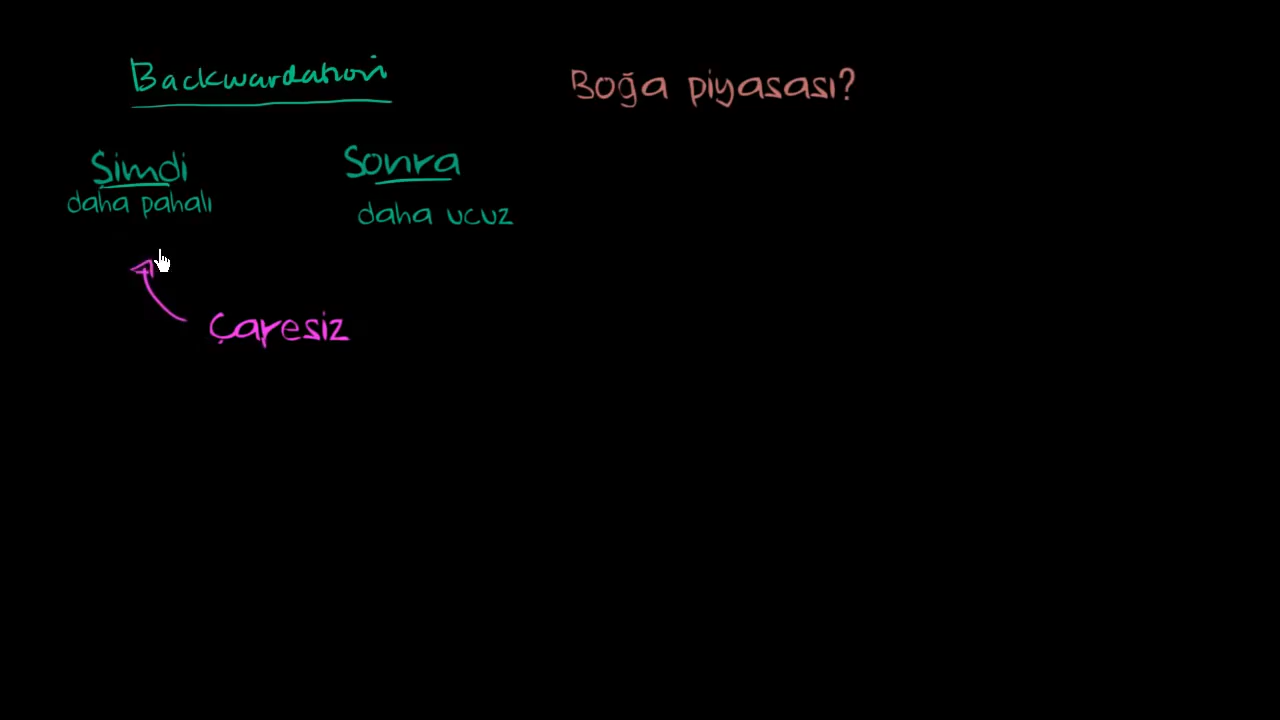 Backwardation
Boğa piyasası?
Şimdi
Sonra
daha pahalı
daha ucuz
Çaresiz